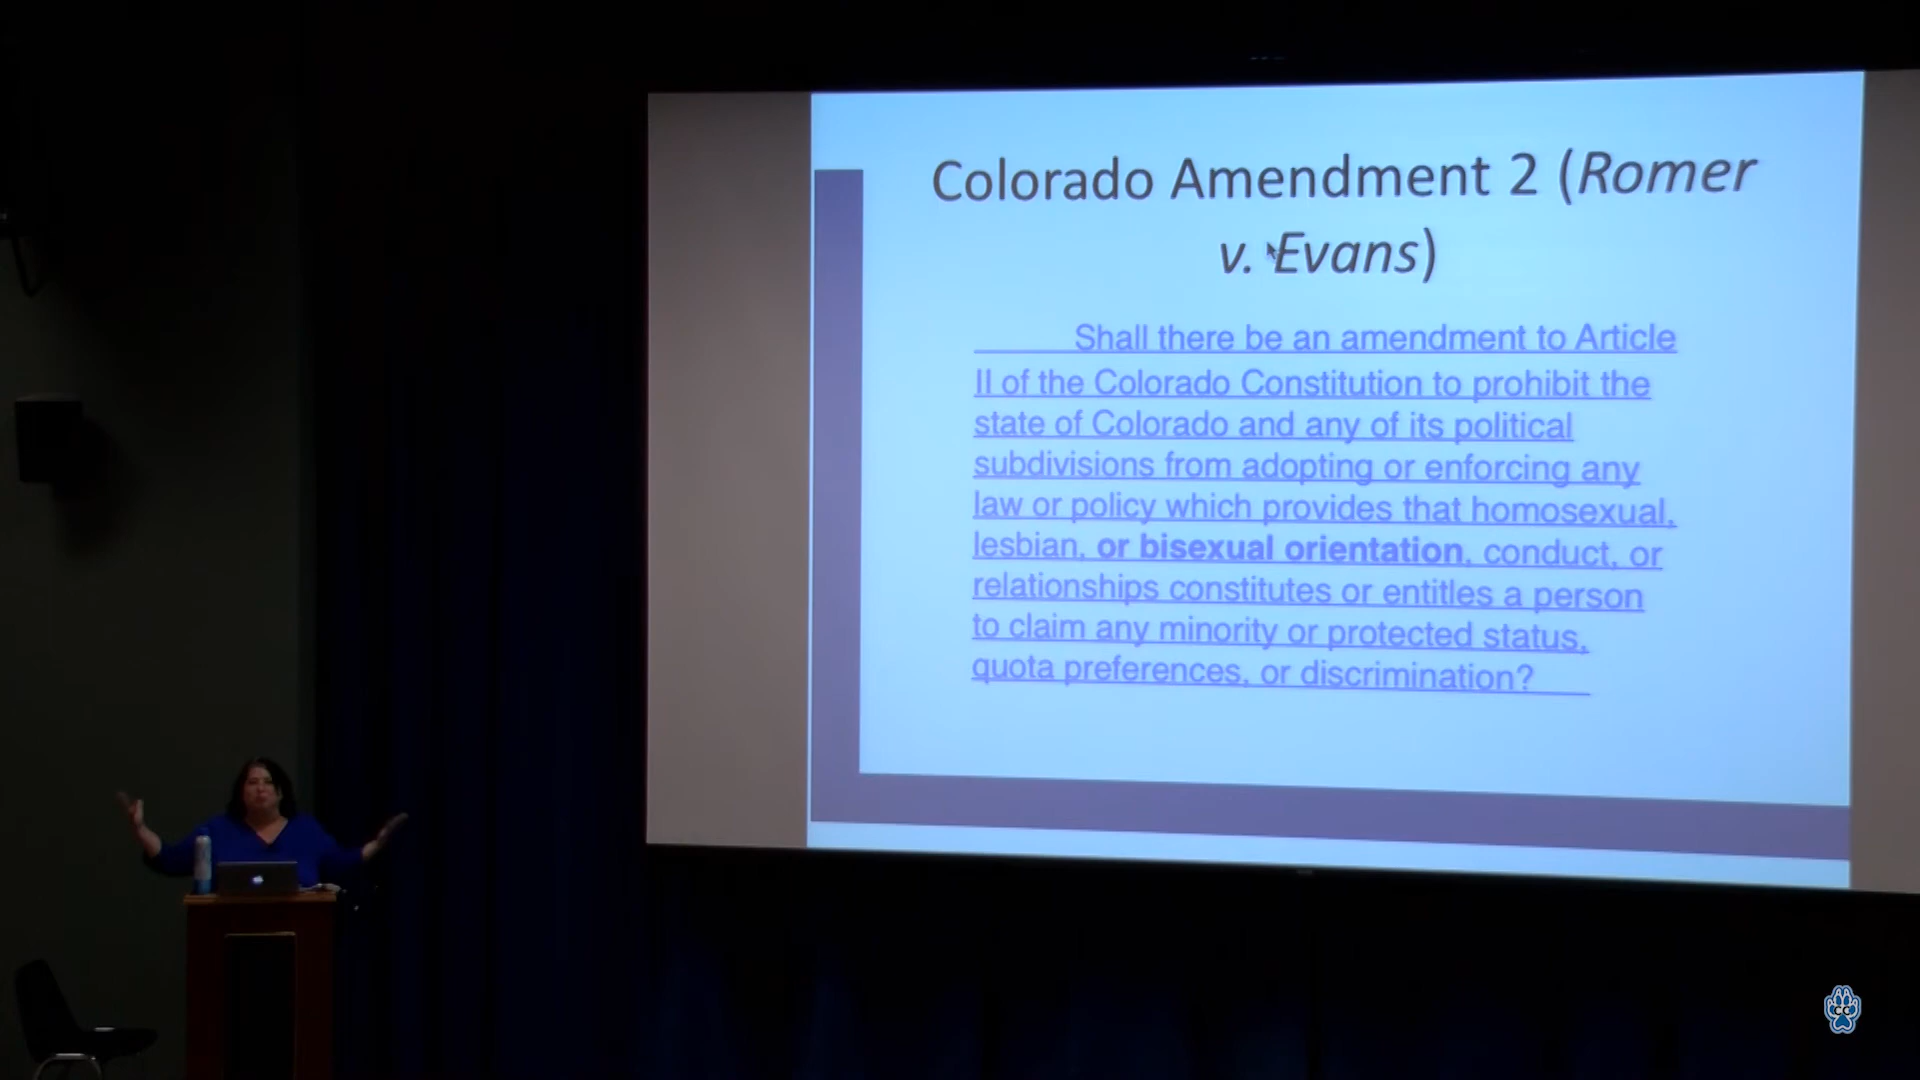 Colorado Amendment 2 (Romer
v. Evans)
Shall there be an amendment to Article
II of the Colorado Constitution to prohibit the
state of Colorado and any of its political
subdivisions from adopting or enforcing any
law or policy which provides that homosexual,
lesbian, or bisexual orientation, conduct, or
relationships constitutes or entitles a person
to claim any minority or protected status,
quota preferences, or discrimination?
CC